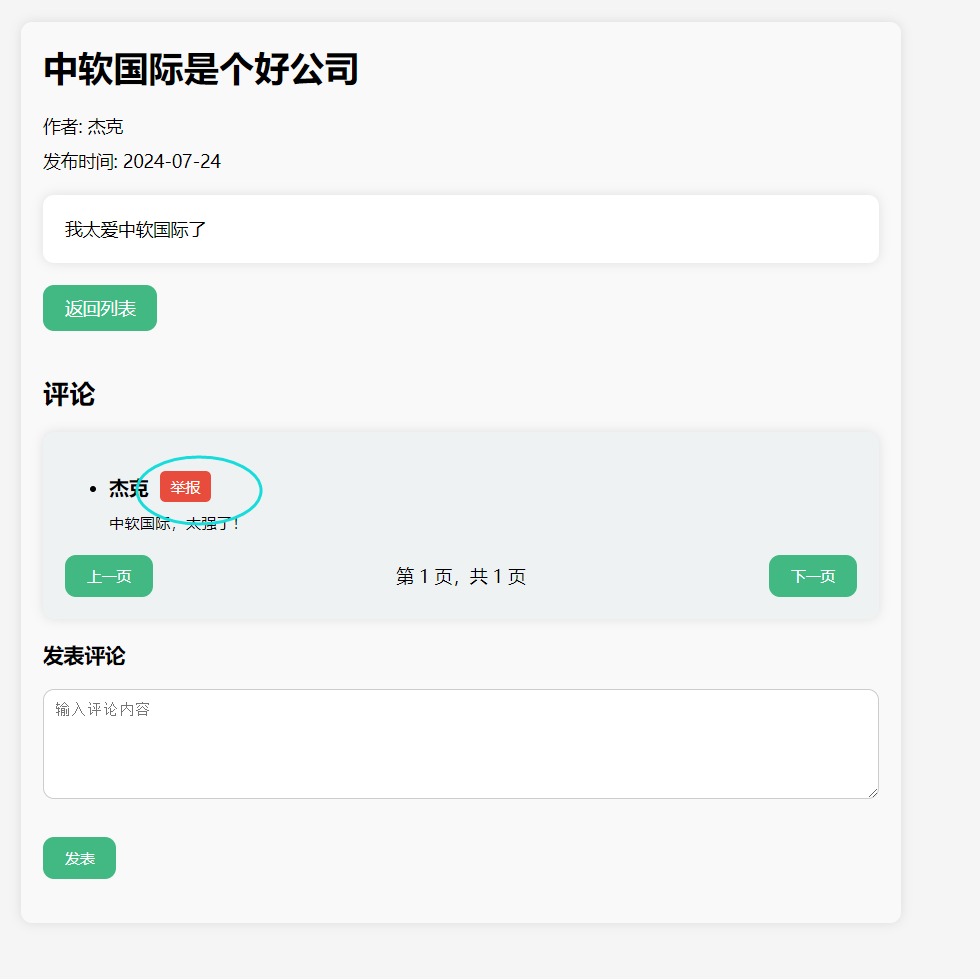 中软国际是个好公司
作者: 杰克
发布时间: 2024-07-24
我太爱中软国际了
返回列表
评论
杰克 举报
中软国际，太强了！
上一页 第 1 页，共 1 页 下一页
发表评论
输入评论内容
发表